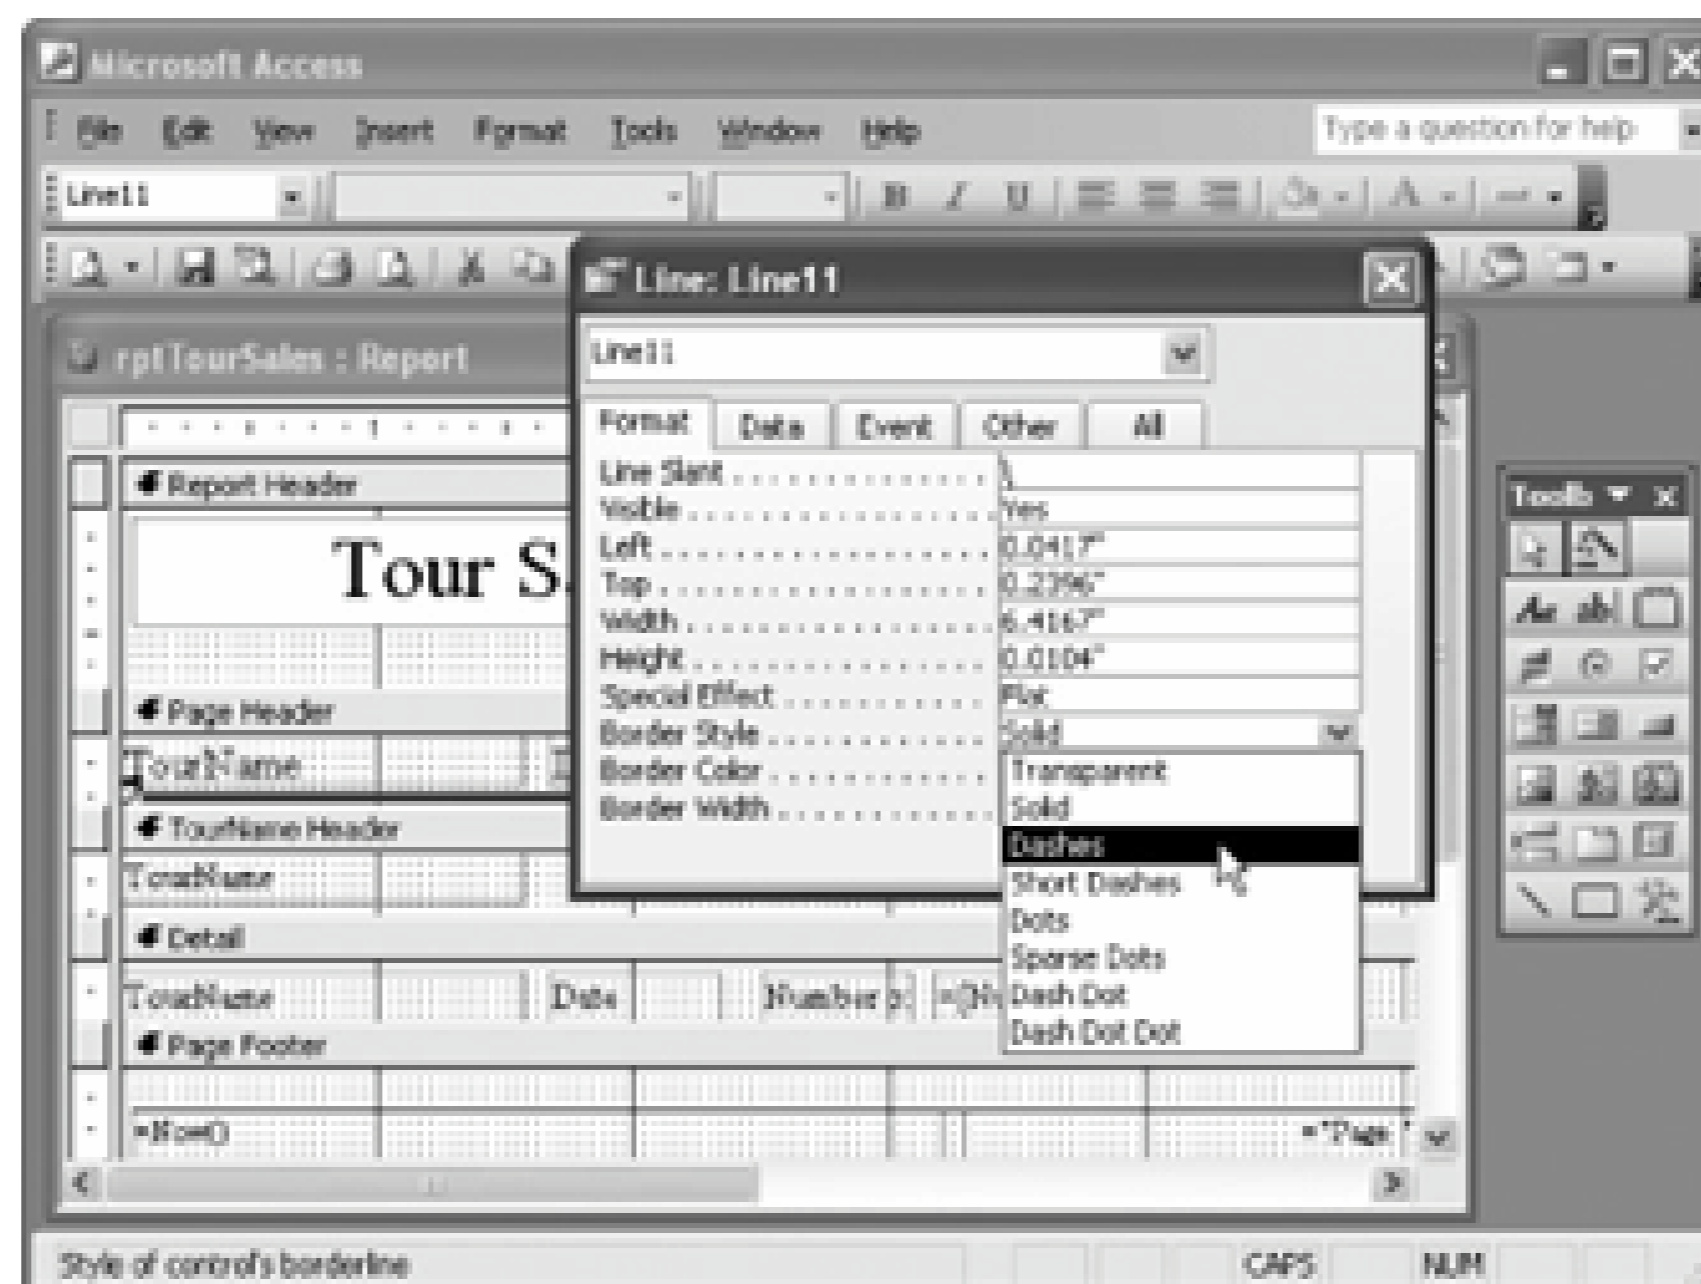 Microsoft Access
File Edit View Insert Format Tools Window Help Type a question for help
Line11 B I U A
Line: Line11
rptTourSales : Report
Line11
Format Data Event Other All
Report Header
Tour S
Page Header
TourName
TourName Header
TourName
Detail
TourName Date Number
Page Footer
=Now() ="Page "
Line Slant \
Visible Yes
Left 0.0417"
Top 0.2396"
Width 6.4167"
Height 0.0104"
Special Effect Flat
Border Style Solid
Border Color
Border Width
Transparent
Solid
Dashes
Short Dashes
Dots
Sparse Dots
Dash Dot
Dash Dot Dot
Toolb
Aa ab
Style of control's borderline CAPS NUM